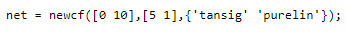 net = newcf([0 10],[5 1],{'tansig' 'purelin'});